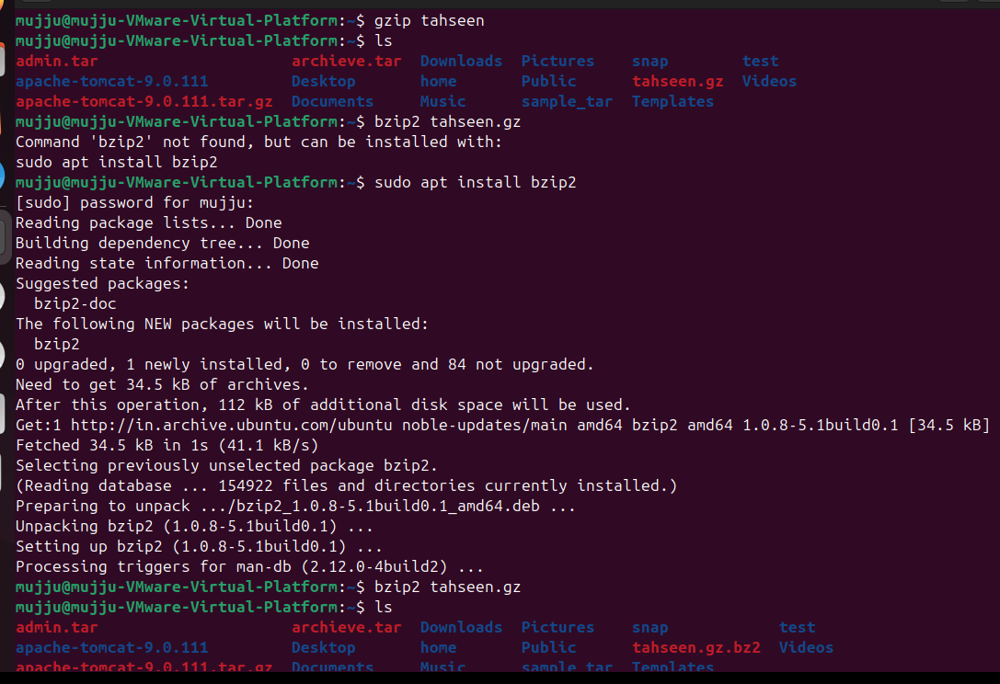 mujju@mujju-VMware-Virtual-Platform:~$ gzip tahseen
mujju@mujju-VMware-Virtual-Platform:~$ ls
admin.tar archieve.tar Downloads Pictures snap test
apache-tomcat-9.0.111 Desktop home Public tahseen.gz Videos
apache-tomcat-9.0.111.tar.gz Documents Music sample_tar Templates
mujju@mujju-VMware-Virtual-Platform:~$ bzip2 tahseen.gz
Command 'bzip2' not found, but can be installed with:
sudo apt install bzip2
mujju@mujju-VMware-Virtual-Platform:~$ sudo apt install bzip2
[sudo] password for mujju:
Reading package lists... Done
Building dependency tree... Done
Reading state information... Done
Suggested packages:
  bzip2-doc
The following NEW packages will be installed:
  bzip2
0 upgraded, 1 newly installed, 0 to remove and 84 not upgraded.
Need to get 34.5 kB of archives.
After this operation, 112 kB of additional disk space will be used.
Get:1 http://in.archive.ubuntu.com/ubuntu noble-updates/main amd64 bzip2 amd64 1.0.8-5.1build0.1 [34.5 kB]
Fetched 34.5 kB in 1s (41.1 kB/s)
Selecting previously unselected package bzip2.
(Reading database ... 154922 files and directories currently installed.)
Preparing to unpack .../bzip2_1.0.8-5.1build0.1_amd64.deb ...
Unpacking bzip2 (1.0.8-5.1build0.1) ...
Setting up bzip2 (1.0.8-5.1build0.1) ...
Processing triggers for man-db (2.12.0-4build2) ...
mujju@mujju-VMware-Virtual-Platform:~$ bzip2 tahseen.gz
mujju@mujju-VMware-Virtual-Platform:~$ ls
admin.tar archieve.tar Downloads Pictures snap test
apache-tomcat-9.0.111 Desktop home Public tahseen.gz.bz2 Videos
apache-tomcat-9.0.111.tar.gz Documents Music sample_tar Templates